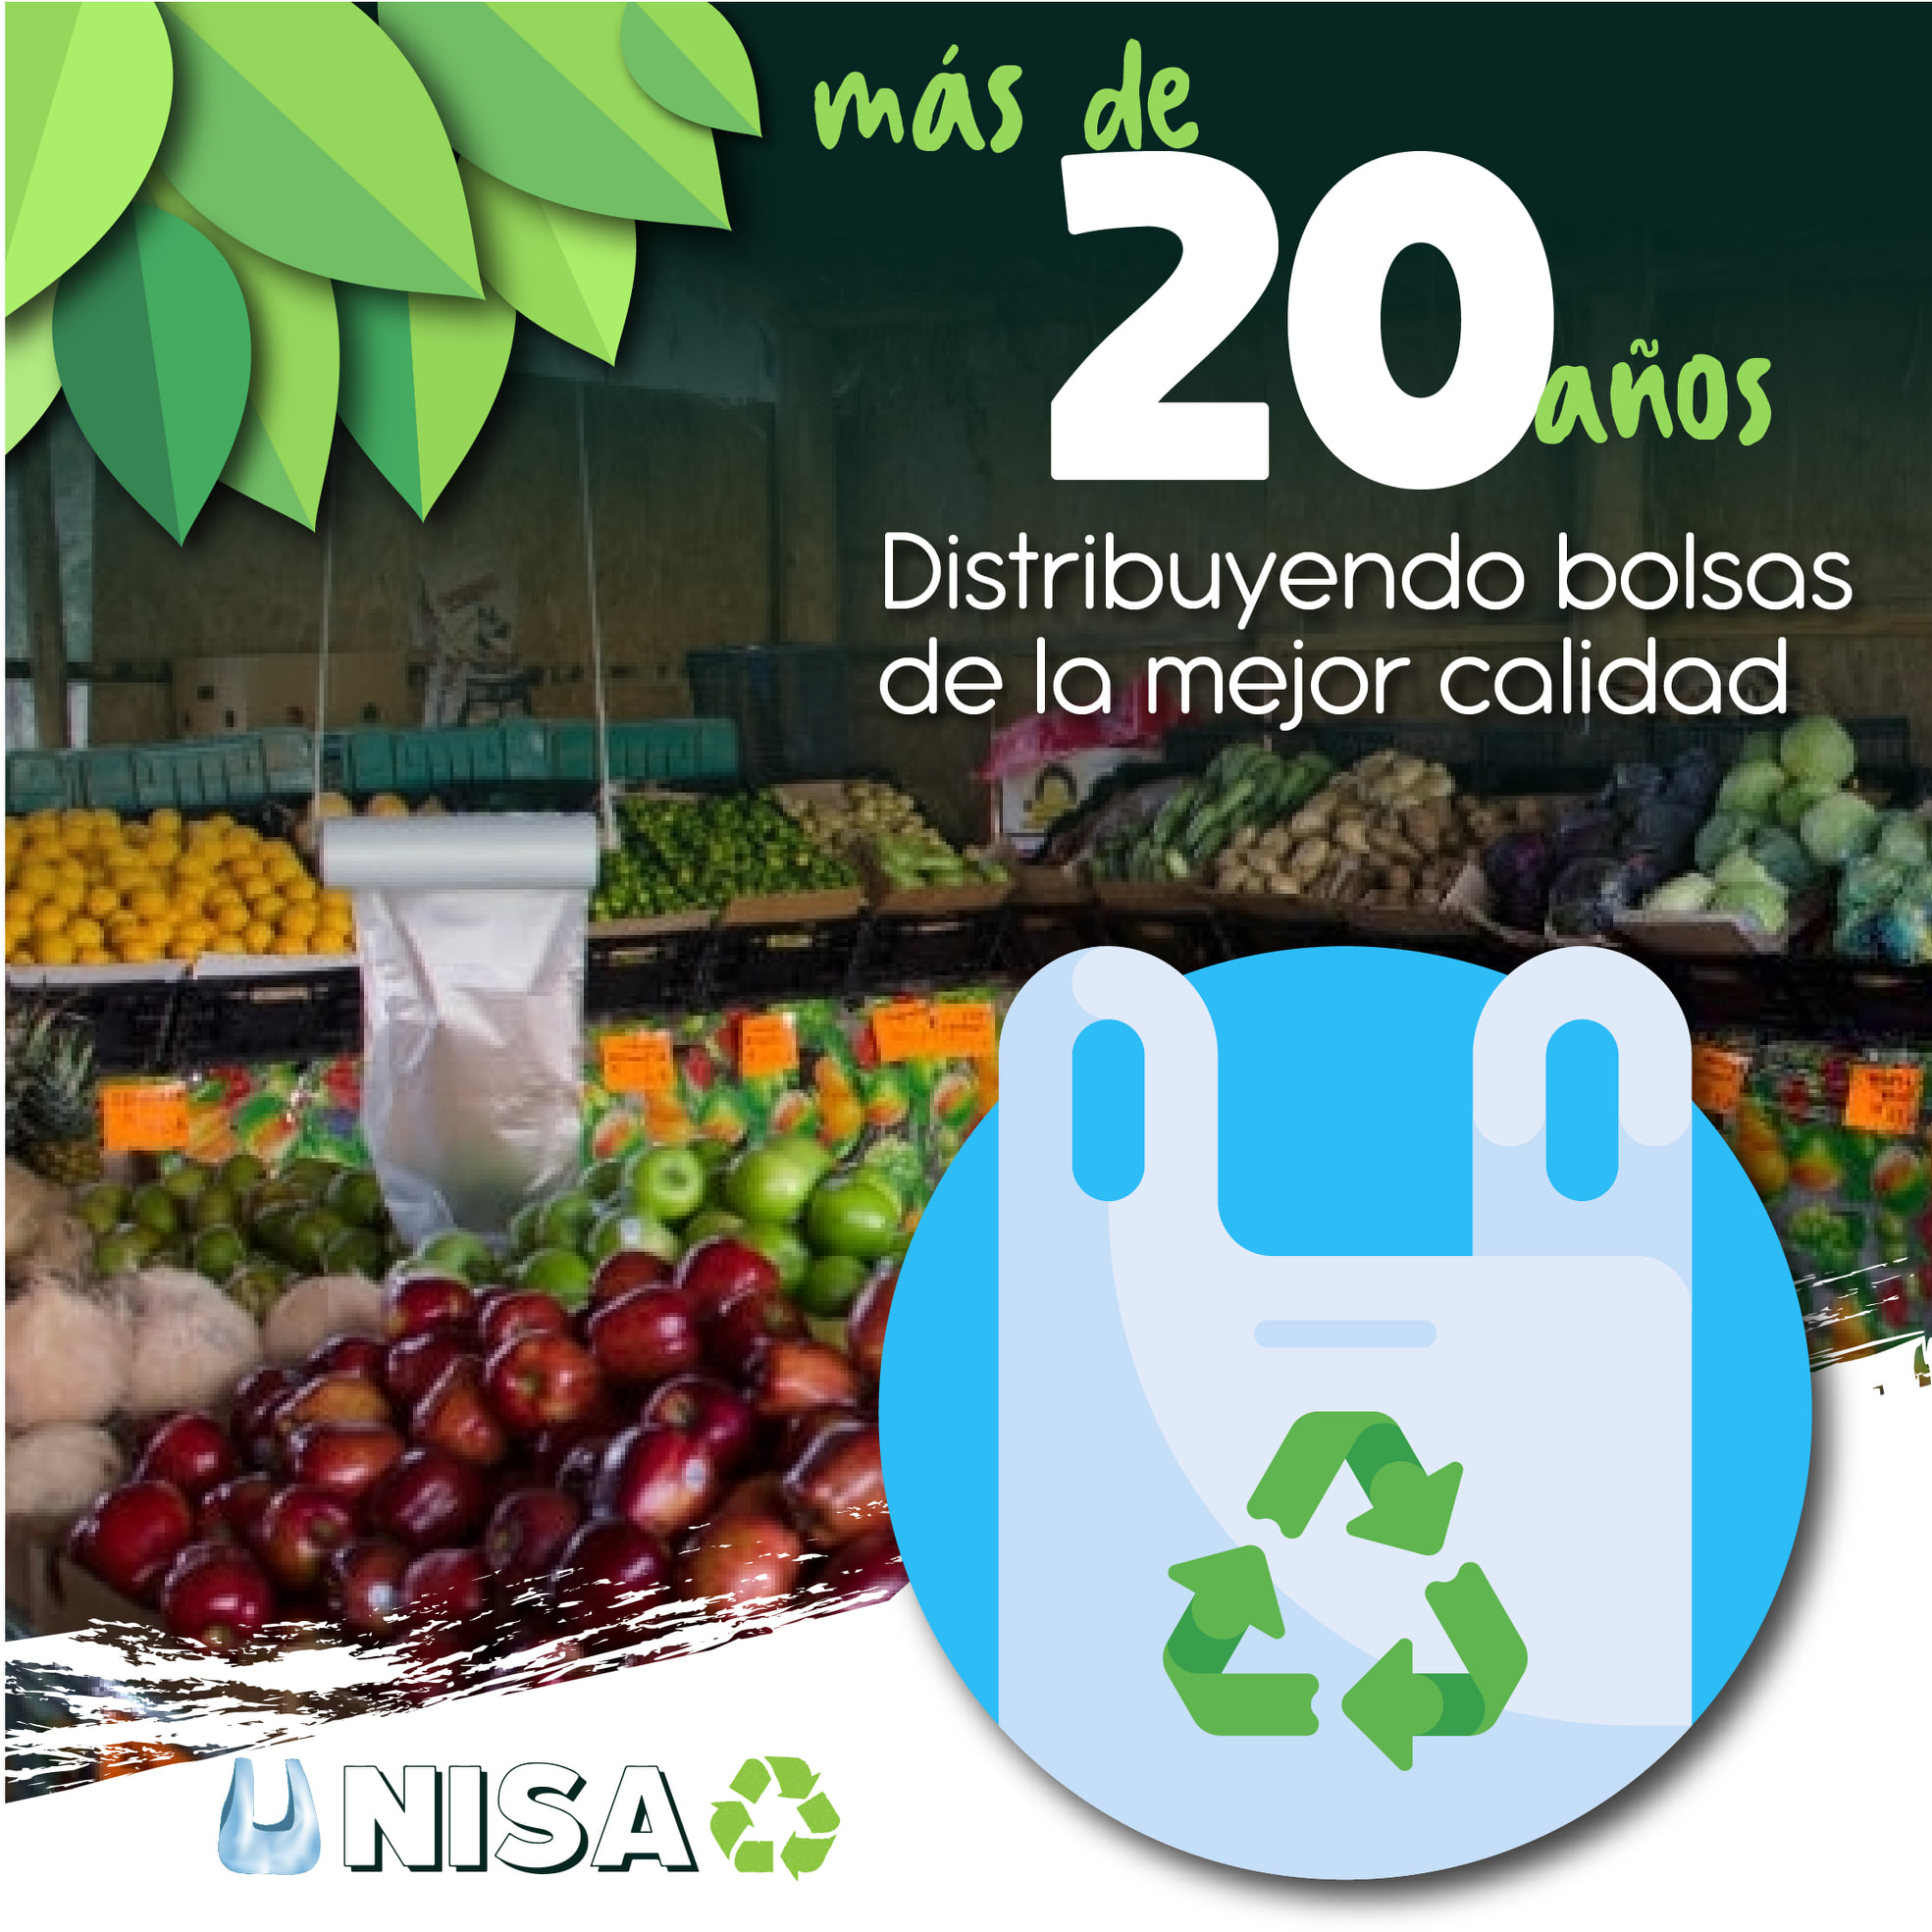 más de
20 años
Distribuyendo bolsas
de la mejor calidad
UNISA